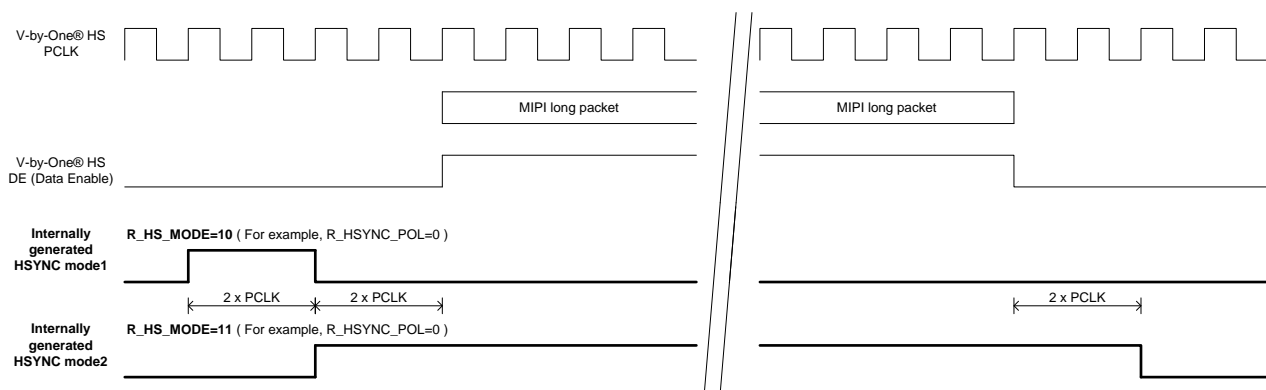 V-by-One® HS
PCLK
MIPI long packet
MIPI long packet
V-by-One® HS
DE (Data Enable)
Internally
generated
HSYNC mode1
R_HS_MODE=10 ( For example, R_HSYNC_POL=0 )
2 x PCLK
2 x PCLK
2 x PCLK
Internally
generated
HSYNC mode2
R_HS_MODE=11 ( For example, R_HSYNC_POL=0 )